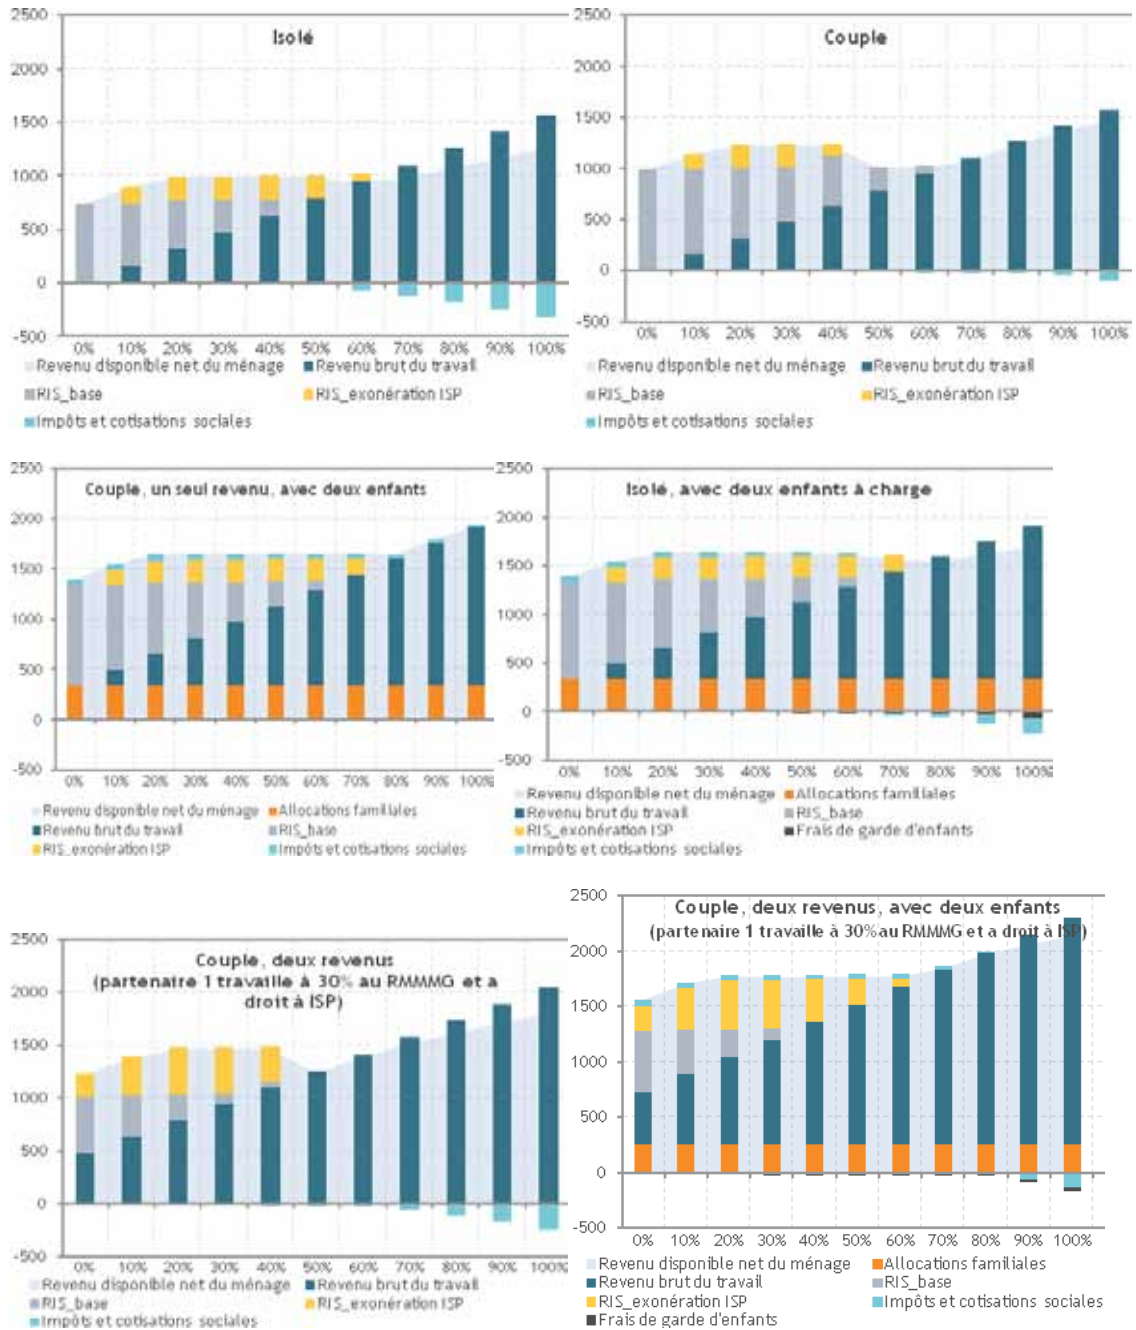 Isolé
2500
2000
1500
1000
500
0
-500
0% 10% 20% 30% 40% 50% 60% 70% 80% 90% 100%
Revenu disponible net du ménage Revenu brut du travail
RIS_base RIS_exonération ISP
Impôts et cotisations sociales
Couple
2500
2000
1500
1000
500
0
-500
0% 10% 20% 30% 40% 50% 60% 70% 80% 90% 100%
Revenu disponible net du ménage Revenu brut du travail
RIS_base RIS_exonération ISP
Impôts et cotisations sociales
Couple, un seul revenu, avec deux enfants
2500
2000
1500
1000
500
0
-500
0% 10% 20% 30% 40% 50% 60% 70% 80% 90% 100%
Revenu disponible net du ménage Allocations familiales
Revenu brut du travail RIS_base
RIS_exonération ISP Impôts et cotisations sociales
Isolé, avec deux enfants à charge
2500
2000
1500
1000
500
0
-500
0% 10% 20% 30% 40% 50% 60% 70% 80% 90% 100%
Revenu disponible net du ménage Allocations familiales
Revenu brut du travail RIS_base
RIS_exonération ISP Frais de garde d'enfants
Impôts et cotisations sociales
Couple, deux revenus
(partenaire 1 travaille à 30% au RMMMG et a
droit à ISP)
2500
2000
1500
1000
500
0
-500
0% 10% 20% 30% 40% 50% 60% 70% 80% 90% 100%
Revenu disponible net du ménage Revenu brut du travail
RIS_base RIS_exonération ISP
Impôts et cotisations sociales
Couple, deux revenus, avec deux enfants
(partenaire 1 travaille à 30%au RMMMG et a droit à ISP)
2500
2000
1500
1000
500
0
-500
0% 10% 20% 30% 40% 50% 60% 70% 80% 90% 100%
Revenu disponible net du ménage Allocations familiales
Revenu brut du travail RIS_base
RIS_exonération ISP Impôts et cotisations sociales
Frais de garde d'enfants